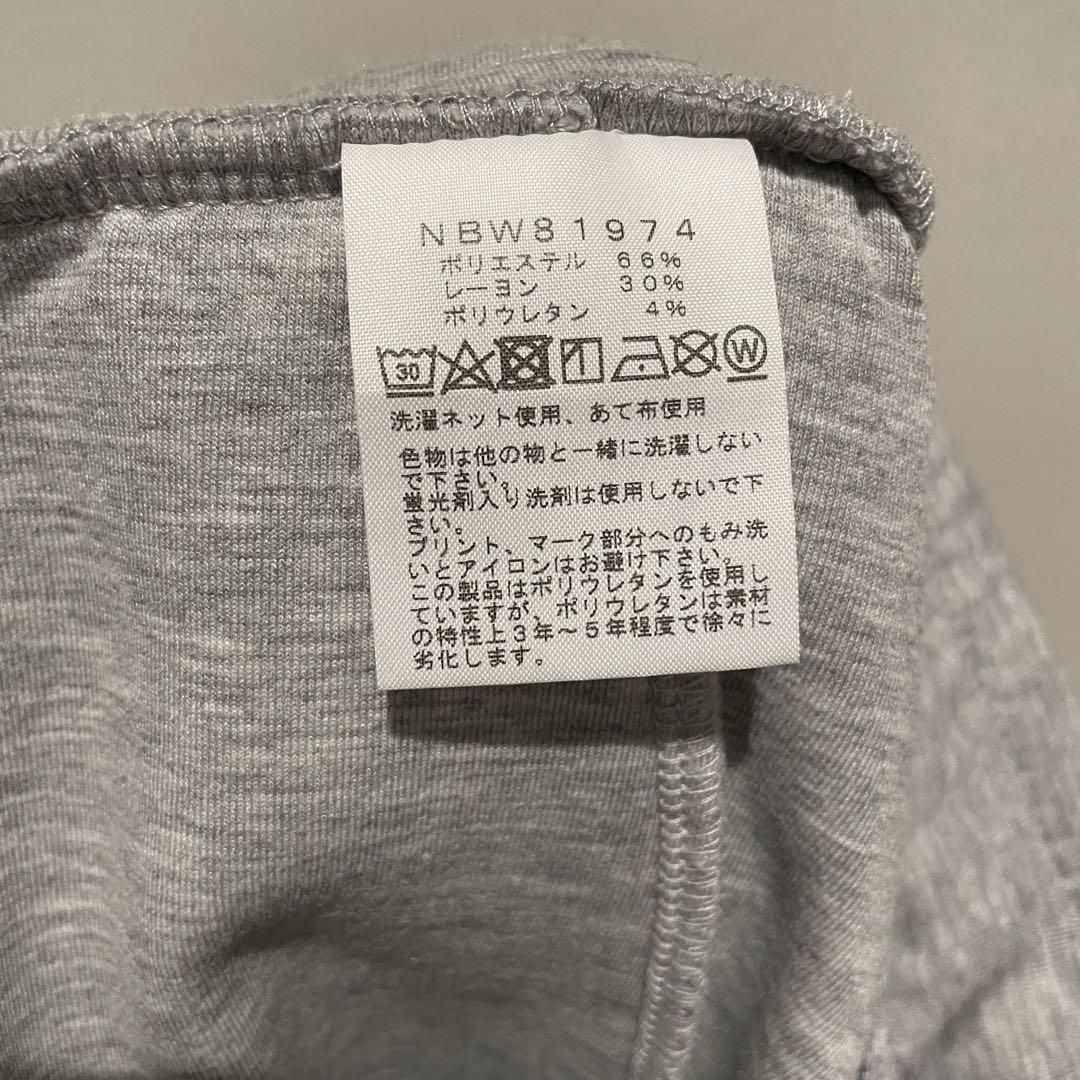 NBW81974
ポリエステル 66%
レーヨン 30%
ポリウレタン 4%
30 W
洗濯ネット使用、あて布使用
色物は他の物と一緒に洗濯しない
で下さい。
蛍光剤入り洗剤は使用しないで下
さい。
プリント、マーク部分へのもみ洗
いとアイロンはお避け下さい。
この製品はポリウレタンを使用し
ていますが、ポリウレタンは素材
の特性上3年〜5年程度で徐々に
劣化します。